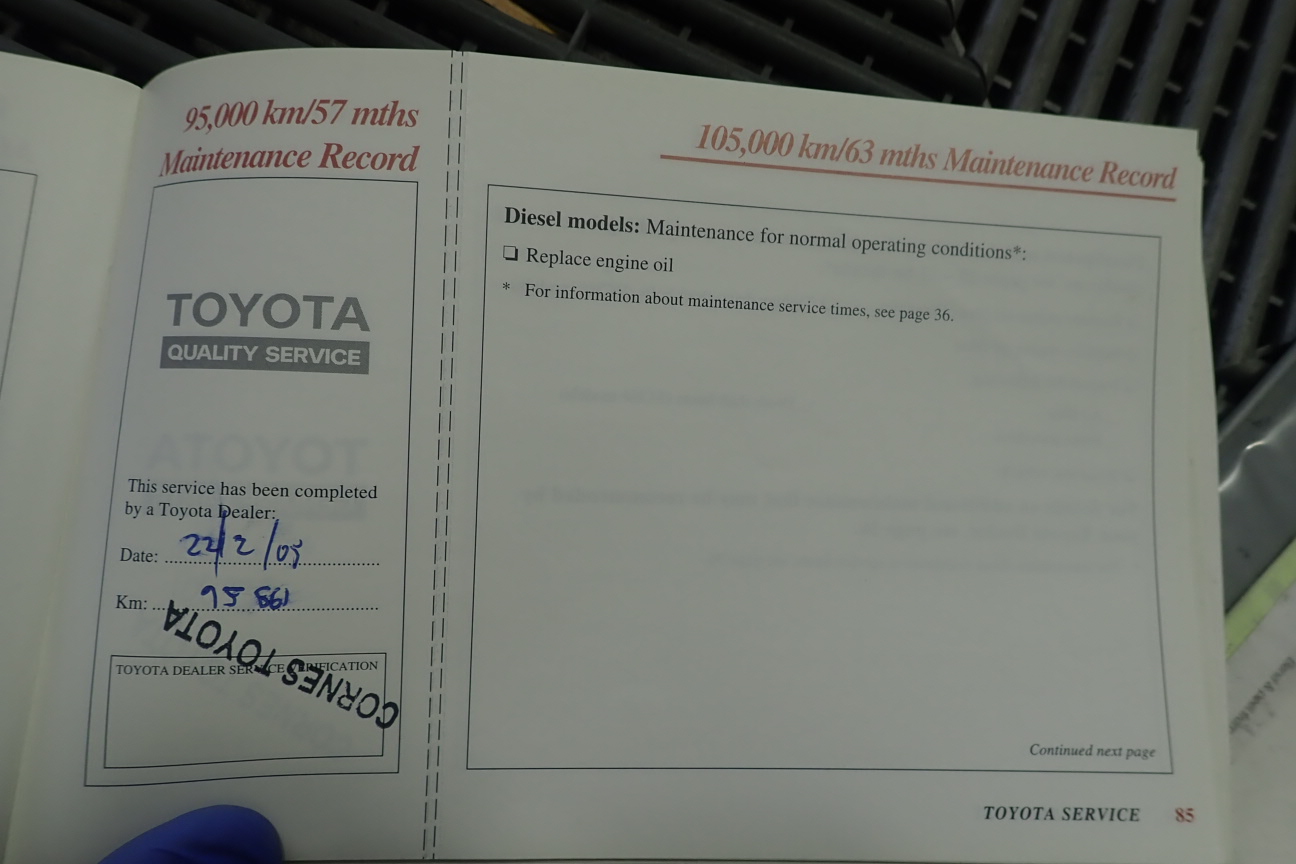 95,000 km/57 mths
Maintenance Record
TOYOTA
QUALITY SERVICE
This service has been completed
by a Toyota Dealer:
Date: 22/2/05
Km: 95 861
CORNES TOYOTA
TOYOTA DEALER SERVICE VERIFICATION
105,000 km/63 mths Maintenance Record
Diesel models: Maintenance for normal operating conditions*:
❏ Replace engine oil
* For information about maintenance service times, see page 36.
Continued next page
TOYOTA SERVICE 85